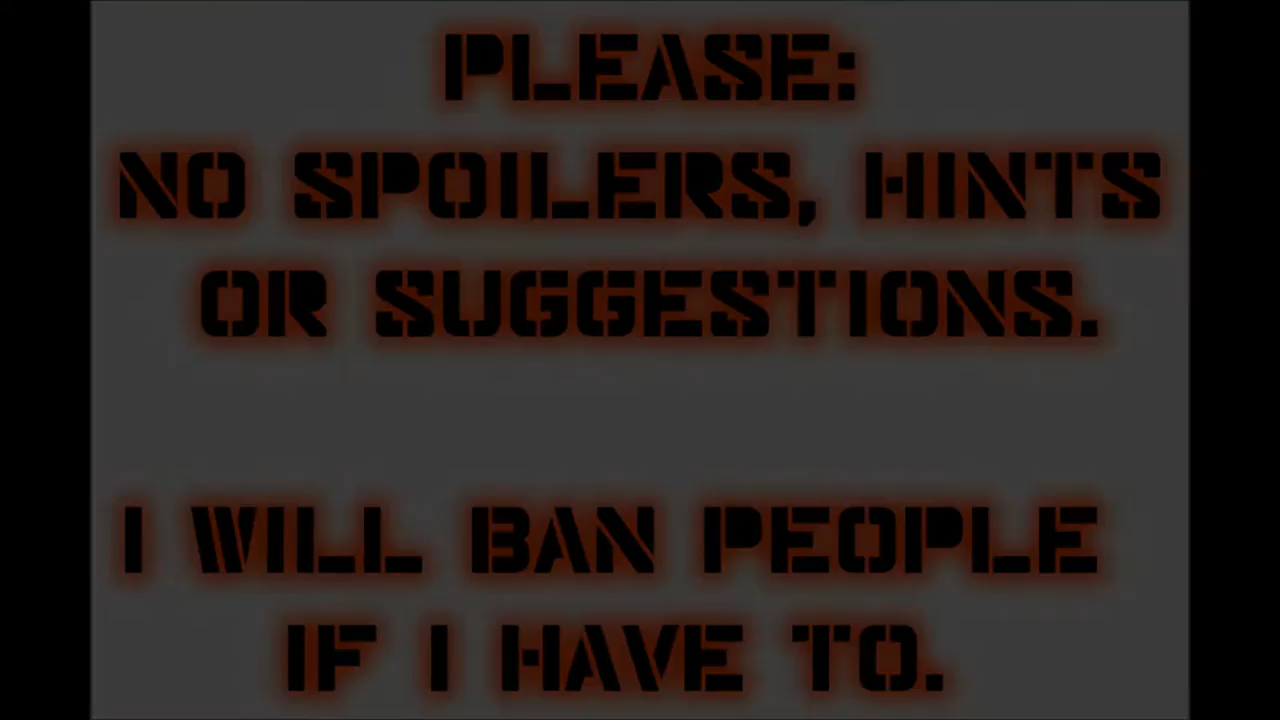 PLEASE:
NO SPOILERS, HINTS
OR SUGGESTIONS.
I WILL BAN PEOPLE
IF I HAVE TO.